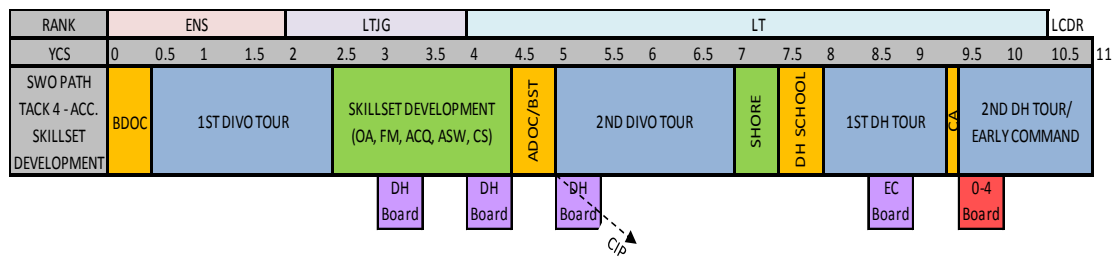 RANK ENS LTJG LT LCDR
YCS 0 0.5 1 1.5 2 2.5 3 3.5 4 4.5 5 5.5 6 6.5 7 7.5 8 8.5 9 9.5 10 10.5 11
SWO PATH
TACK 4 - ACC.
SKILLSET
DEVELOPMENT
BDOC
1ST DIVO TOUR
SKILLSET DEVELOPMENT
(OA, FM, ACQ, ASW, CS)
ADOC/BST
2ND DIVO TOUR
SHORE
DH SCHOOL
1ST DH TOUR
CA
2ND DH TOUR/
EARLY COMMAND
DH
Board
DH
Board
DH
Board
CIP
EC
Board
0-4
Board